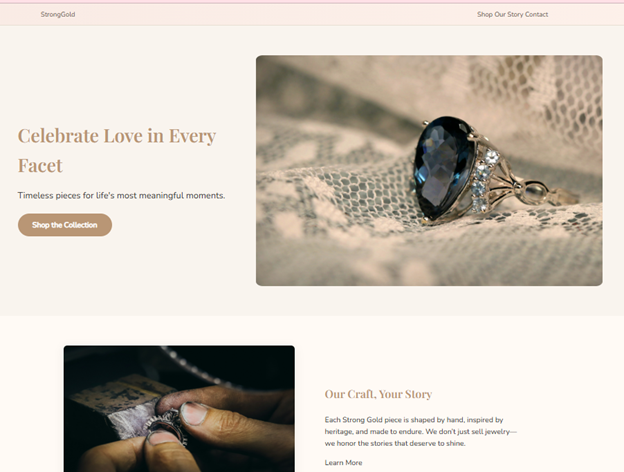 StrongGold
Shop Our Story Contact
Celebrate Love in Every
Facet
Timeless pieces for life's most meaningful moments.
Shop the Collection
Our Craft, Your Story
Each Strong Gold piece is shaped by hand, inspired by
heritage, and made to endure. We don't just sell jewelry—
we honor the stories that deserve to shine.
Learn More